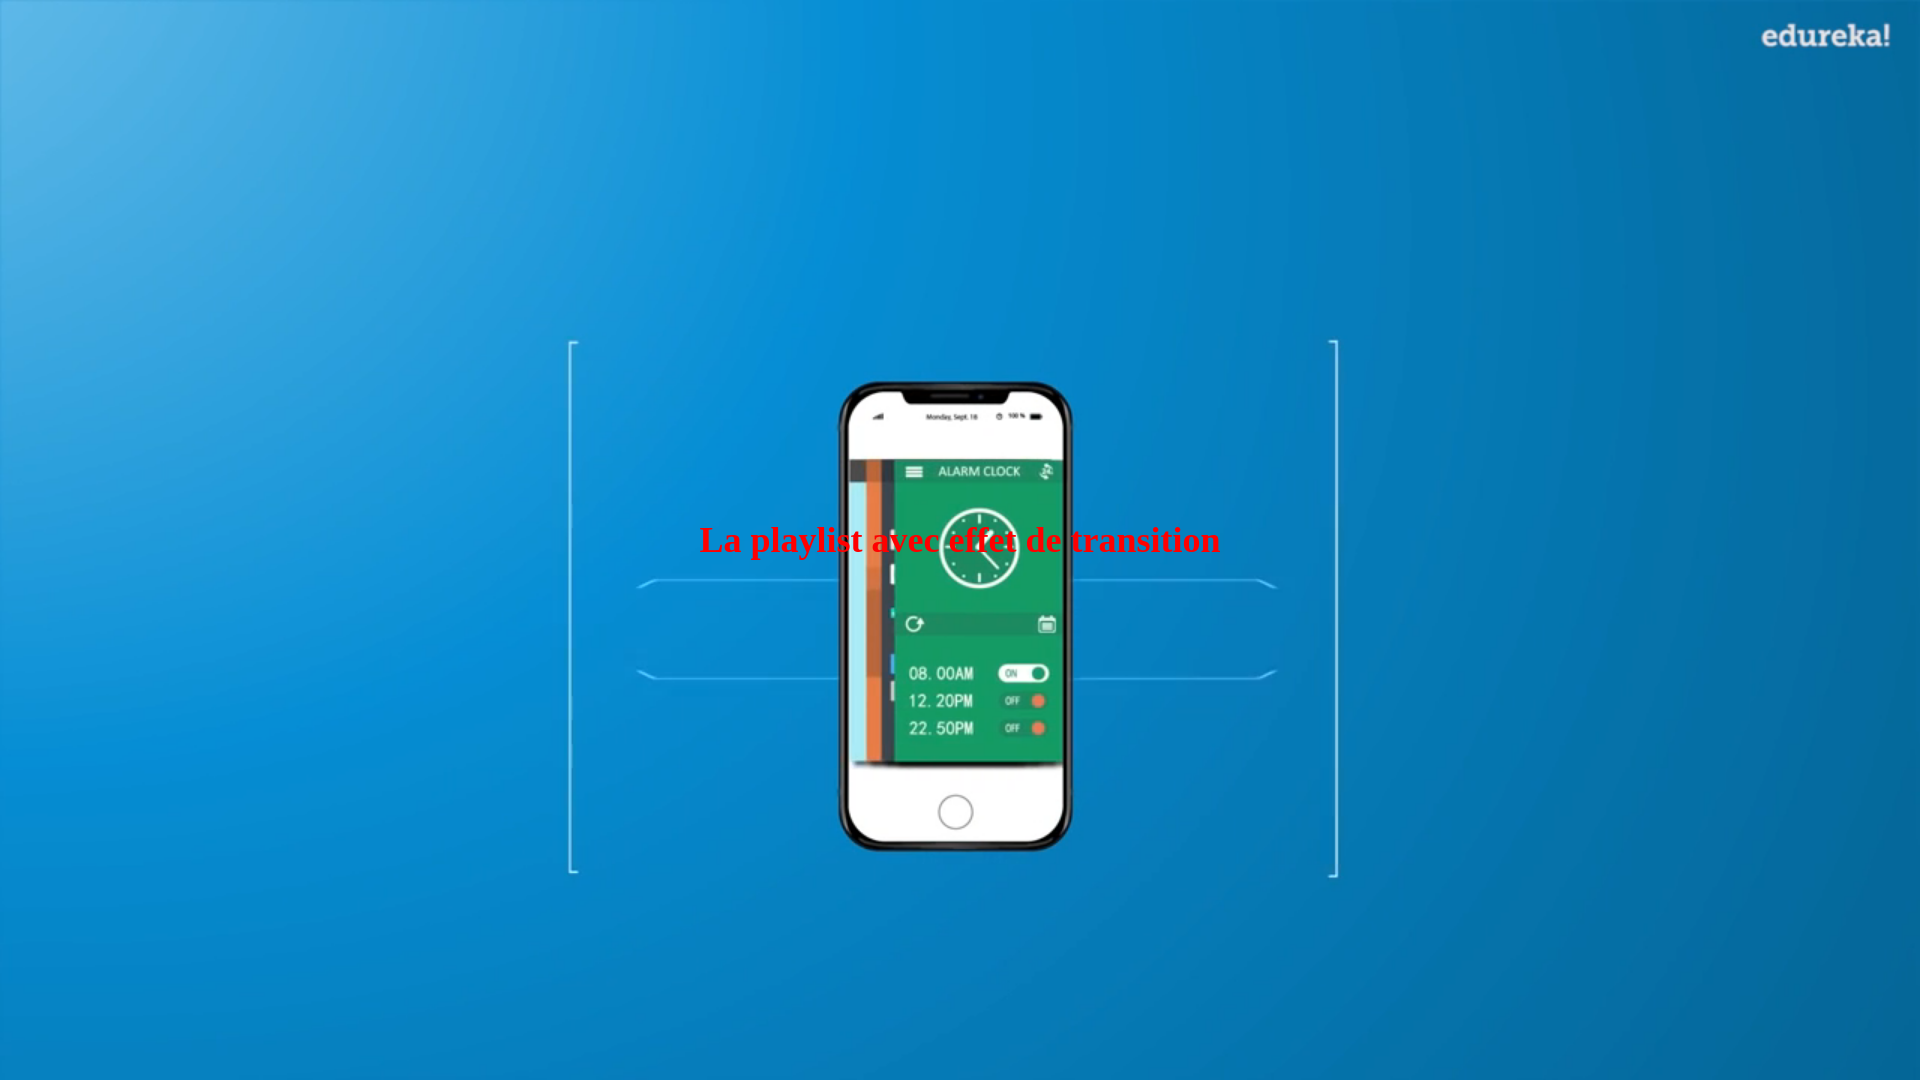 edureka!
Monday, Sept. 18 100 %
ALARM CLOCK
24
La playlist avec effet de transition
08. 00AM ON
12. 20PM OFF
22. 50PM OFF